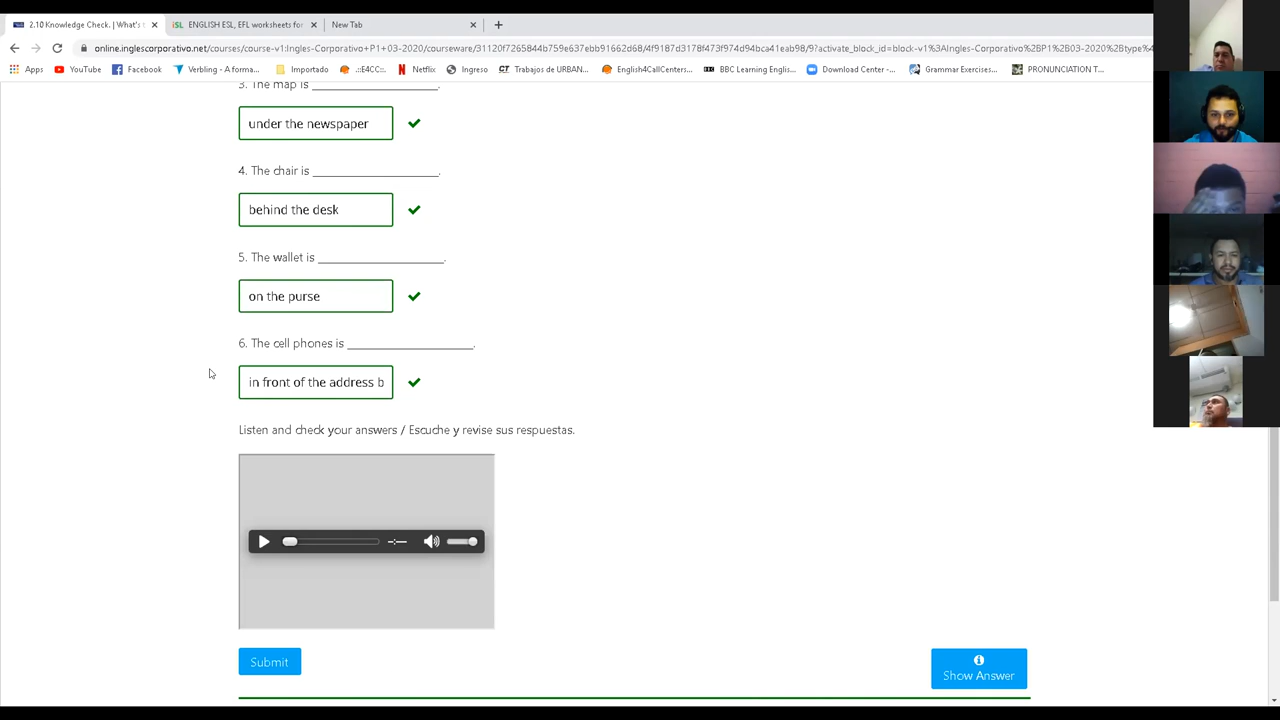 2.10 Knowledge Check. | What's t
ENGLISH ESL, EFL worksheets for
New Tab
online.inglescorporativo.net/courses/course-v1:Ingles-Corporativo+P1+03-2020/courseware/31120f7265844b759e637ebb91662d68/4f9187d3178f473f974d94bca41eab98/9?activate_block_id=block-v1%3AIngles-Corporativo%2BP1%2B03-2020%2Btype%
Apps
YouTube
Facebook
Verbling - A forma...
Importado
.::E4CC::.
Netflix
Ingreso
Trabajos de URBAN...
English4CallCenters...
BBC Learning Englis...
Download Center -...
Grammar Exercises...
PRONUNCIATION T...
3. The map is ____________________.
under the newspaper
4. The chair is ____________________.
behind the desk
5. The wallet is ____________________.
on the purse
6. The cell phones is ____________________.
in front of the address b
Listen and check your answers / Escuche y revise sus respuestas.
Submit
Show Answer